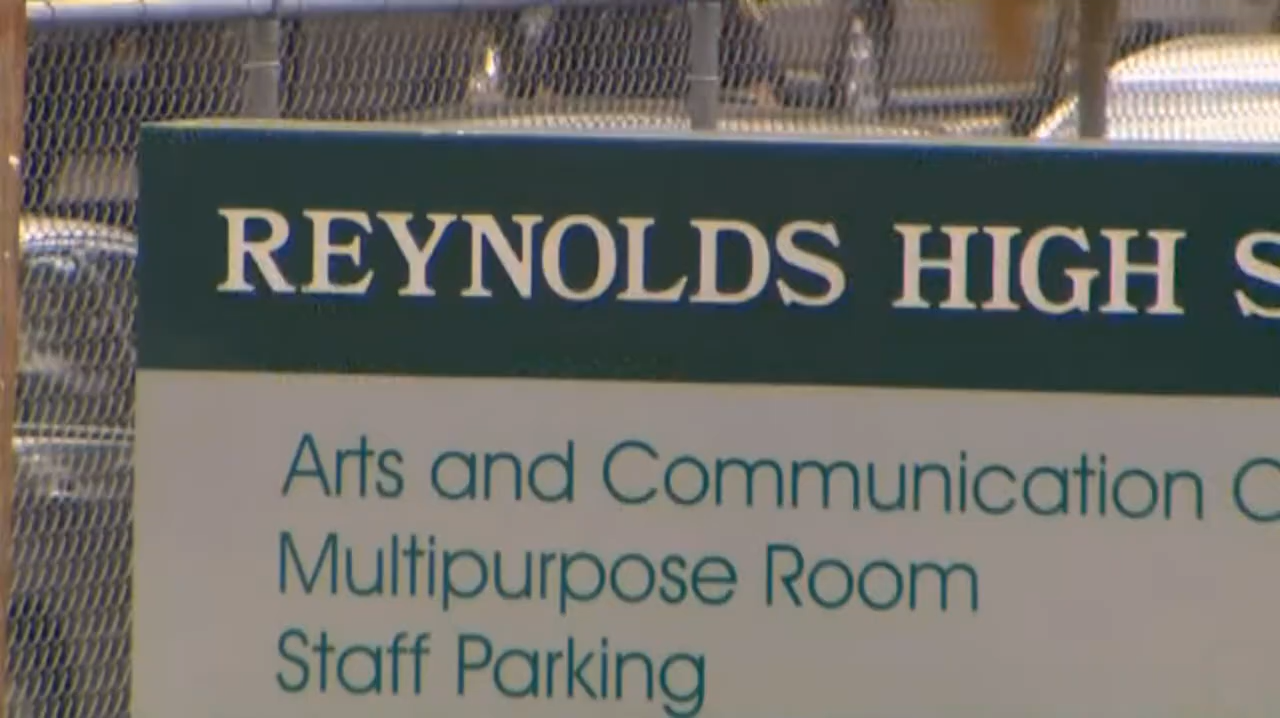 REYNOLDS HIGH S
Arts and Communication C
Multipurpose Room
Staff Parking